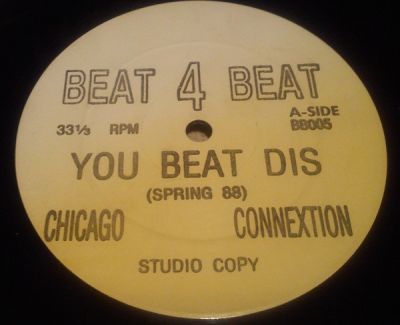 BEAT 4 BEAT
A-SIDE
33⅓ RPM BB005
YOU BEAT DIS
(SPRING 88)
CHICAGO CONNEXTION
STUDIO COPY